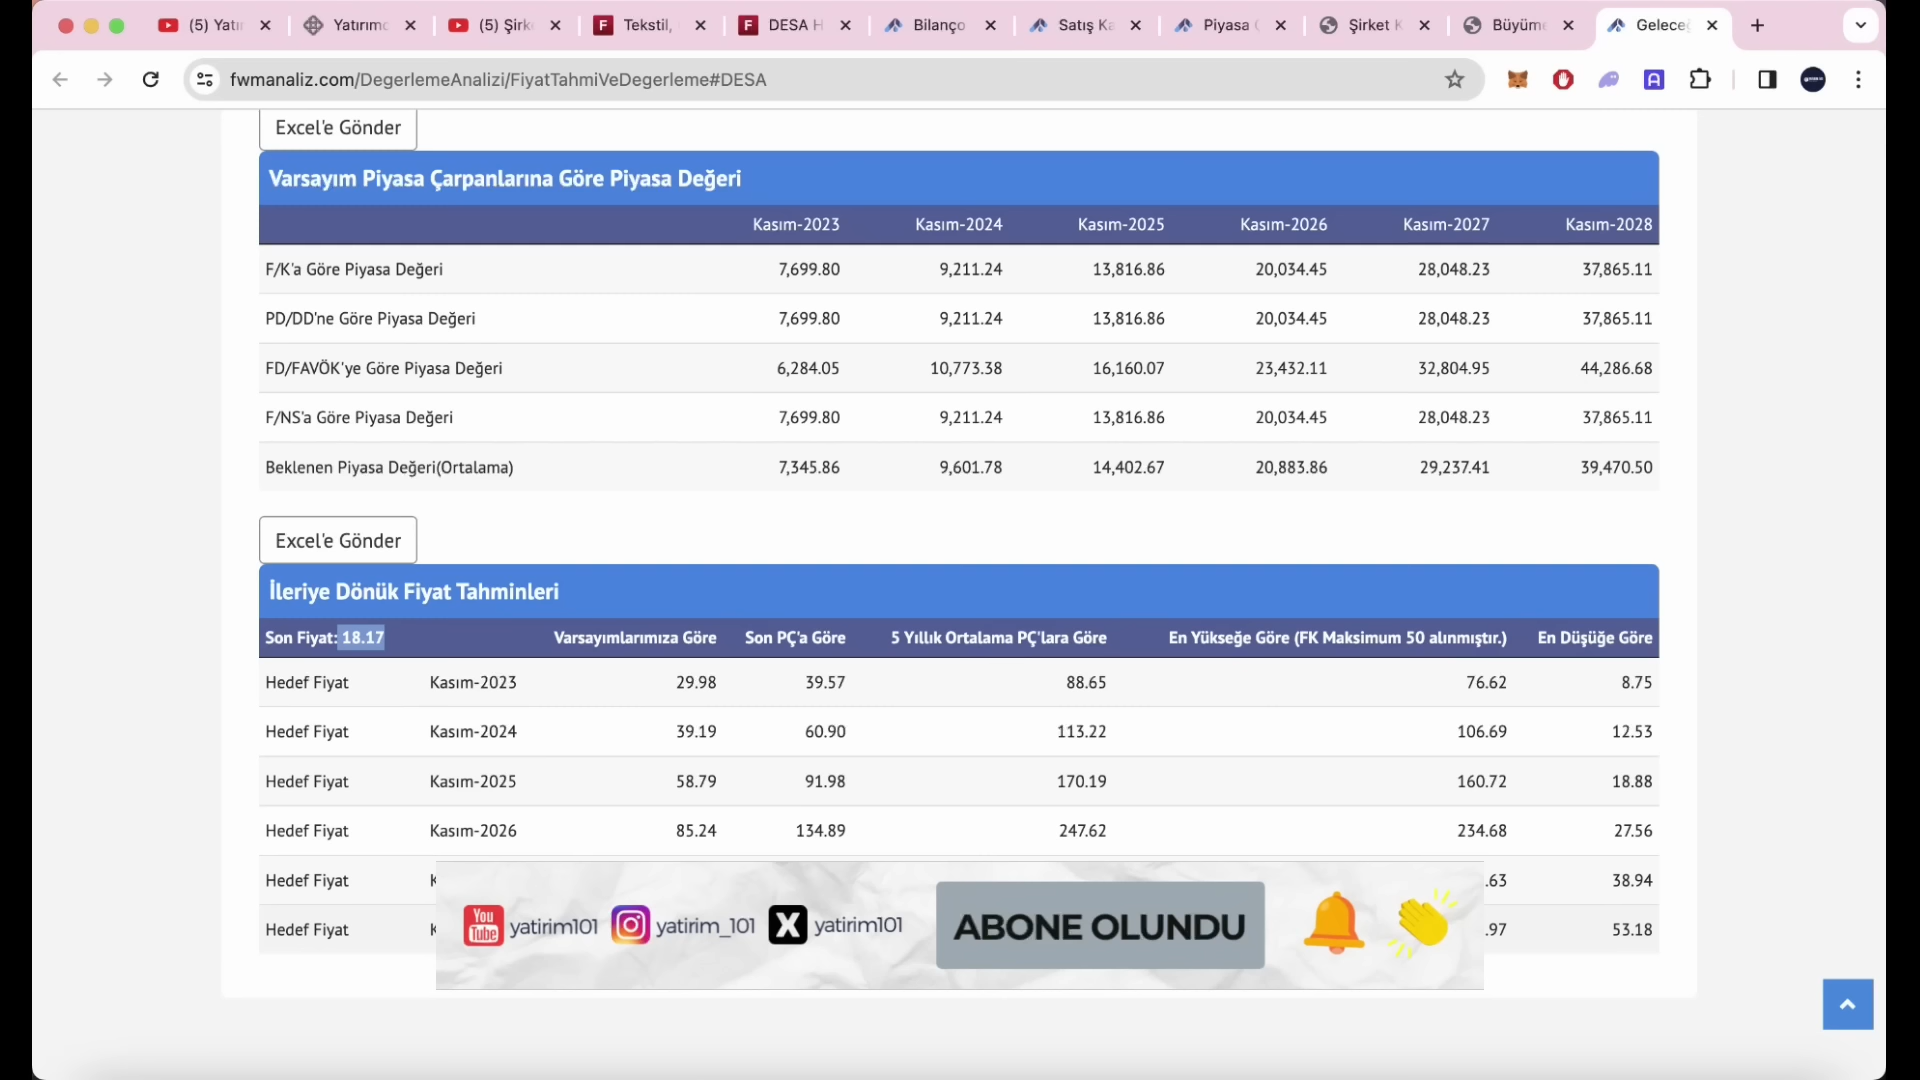 (5) Yatır
Yatırımc
(5) Şirk
Tekstil,
DESA H
Bilanço
Satış Ka
Piyasa
Şirket K
Büyüme
Geleceğ
fwmanaliz.com/DegerlemeAnalizi/FiyatTahmiVeDegerleme#DESA
Excel'e Gönder
Varsayım Piyasa Çarpanlarına Göre Piyasa Değeri
Kasım-2023 Kasım-2024 Kasım-2025 Kasım-2026 Kasım-2027 Kasım-2028
F/K'a Göre Piyasa Değeri 7,699.80 9,211.24 13,816.86 20,034.45 28,048.23 37,865.11
PD/DD'ne Göre Piyasa Değeri 7,699.80 9,211.24 13,816.86 20,034.45 28,048.23 37,865.11
FD/FAVÖK'ye Göre Piyasa Değeri 6,284.05 10,773.38 16,160.07 23,432.11 32,804.95 44,286.68
F/NS'a Göre Piyasa Değeri 7,699.80 9,211.24 13,816.86 20,034.45 28,048.23 37,865.11
Beklenen Piyasa Değeri(Ortalama) 7,345.86 9,601.78 14,402.67 20,883.86 29,237.41 39,470.50
Excel'e Gönder
İleriye Dönük Fiyat Tahminleri
Son Fiyat: 18.17 Varsayımlarımıza Göre Son PÇ'a Göre 5 Yıllık Ortalama PÇ'lara Göre En Yükseğe Göre (FK Maksimum 50 alınmıştır.) En Düşüğe Göre
Hedef Fiyat Kasım-2023 29.98 39.57 88.65 76.62 8.75
Hedef Fiyat Kasım-2024 39.19 60.90 113.22 106.69 12.53
Hedef Fiyat Kasım-2025 58.79 91.98 170.19 160.72 18.88
Hedef Fiyat Kasım-2026 85.24 134.89 247.62 234.68 27.56
Hedef Fiyat .63 38.94
Hedef Fiyat .97 53.18
You Tube yatirim101 yatirim_101 X yatirim101 ABONE OLUNDU